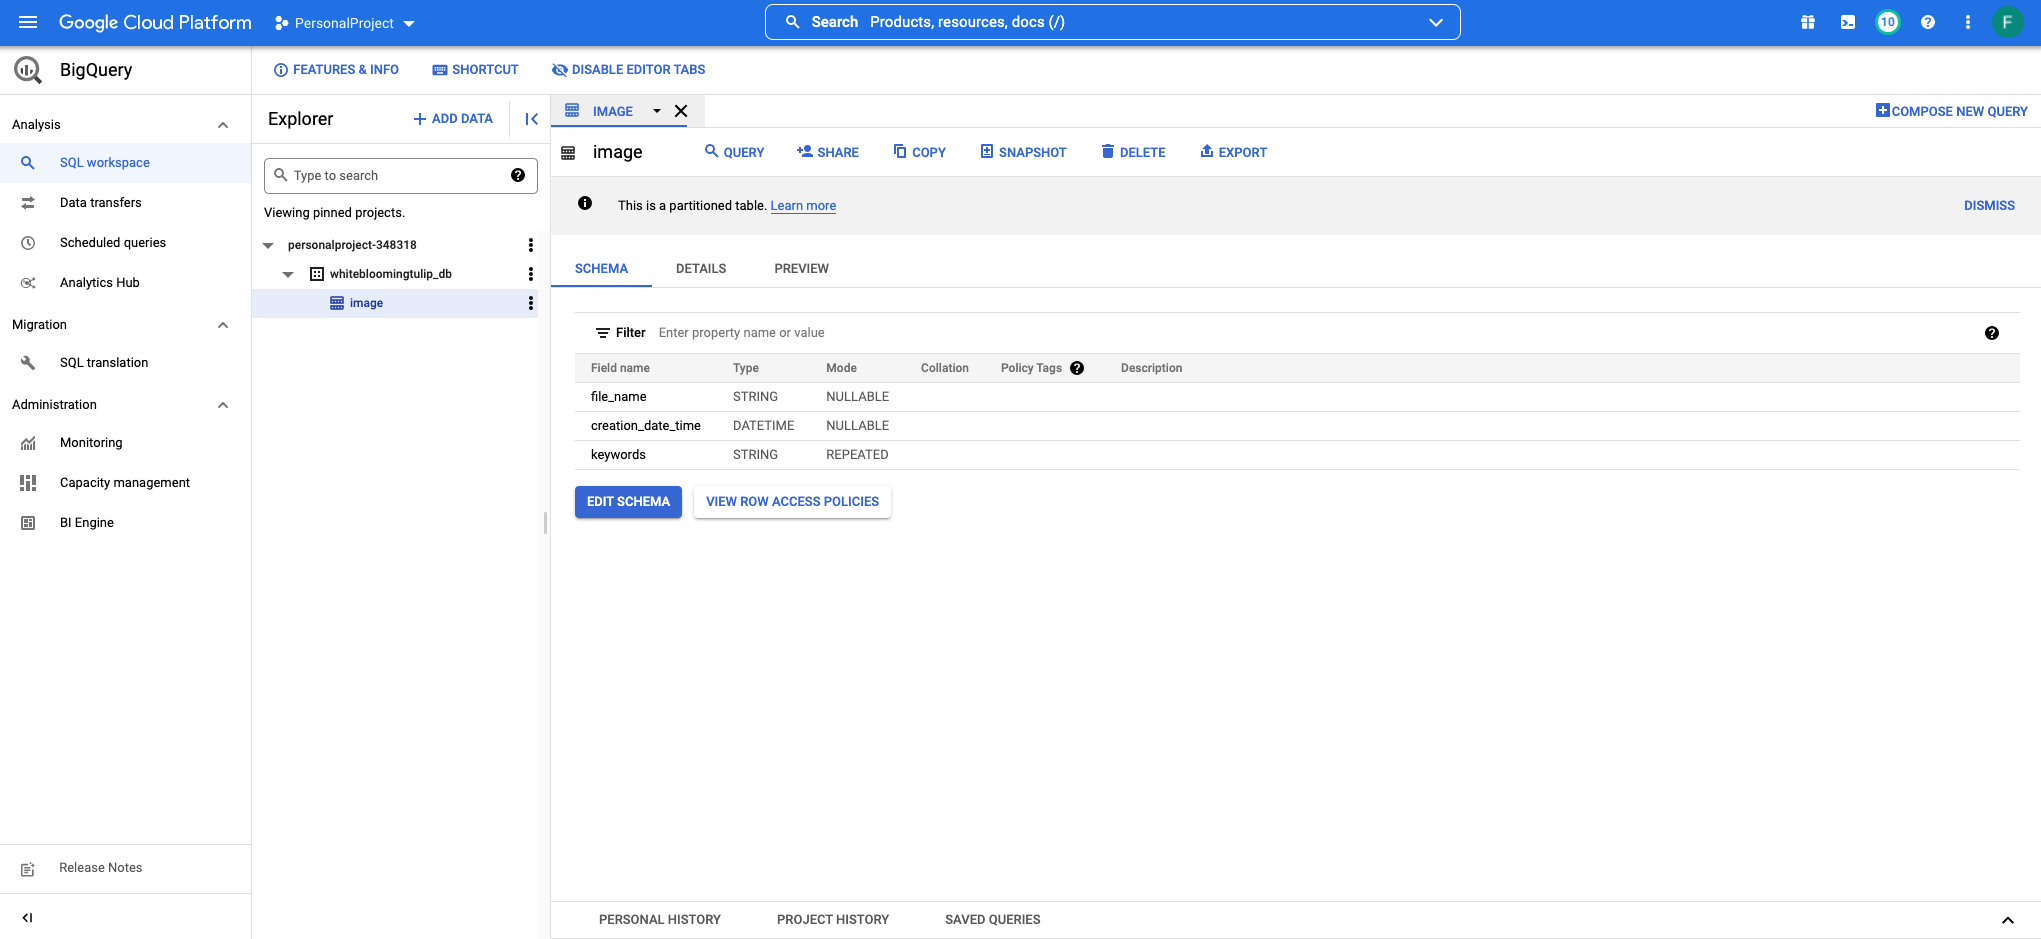 Google Cloud Platform PersonalProject Search Products, resources, docs (/) 10 F
BigQuery FEATURES & INFO SHORTCUT DISABLE EDITOR TABS
Analysis
SQL workspace
Data transfers
Scheduled queries
Analytics Hub
Migration
SQL translation
Administration
Monitoring
Capacity management
BI Engine
Release Notes
Explorer ADD DATA
Type to search
Viewing pinned projects.
personalproject-348318
whitebloomingtulip_db
image
IMAGE COMPOSE NEW QUERY
image QUERY SHARE COPY SNAPSHOT DELETE EXPORT
This is a partitioned table. Learn more DISMISS
SCHEMA DETAILS PREVIEW
Filter Enter property name or value
Field name Type Mode Collation Policy Tags Description
file_name STRING NULLABLE
creation_date_time DATETIME NULLABLE
keywords STRING REPEATED
EDIT SCHEMA VIEW ROW ACCESS POLICIES
PERSONAL HISTORY PROJECT HISTORY SAVED QUERIES